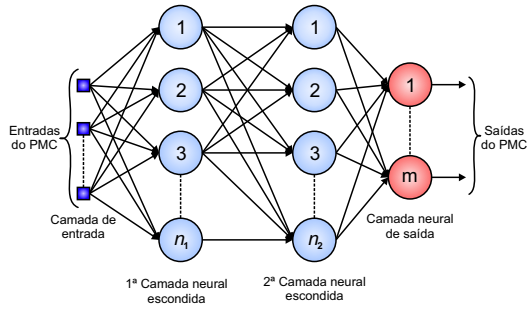 Entradas
do PMC
Camada de
entrada
1
2
3
n1
1ª Camada neural
escondida
1
2
3
n2
2ª Camada neural
escondida
1
m
Camada neural
de saída
Saídas
do PMC